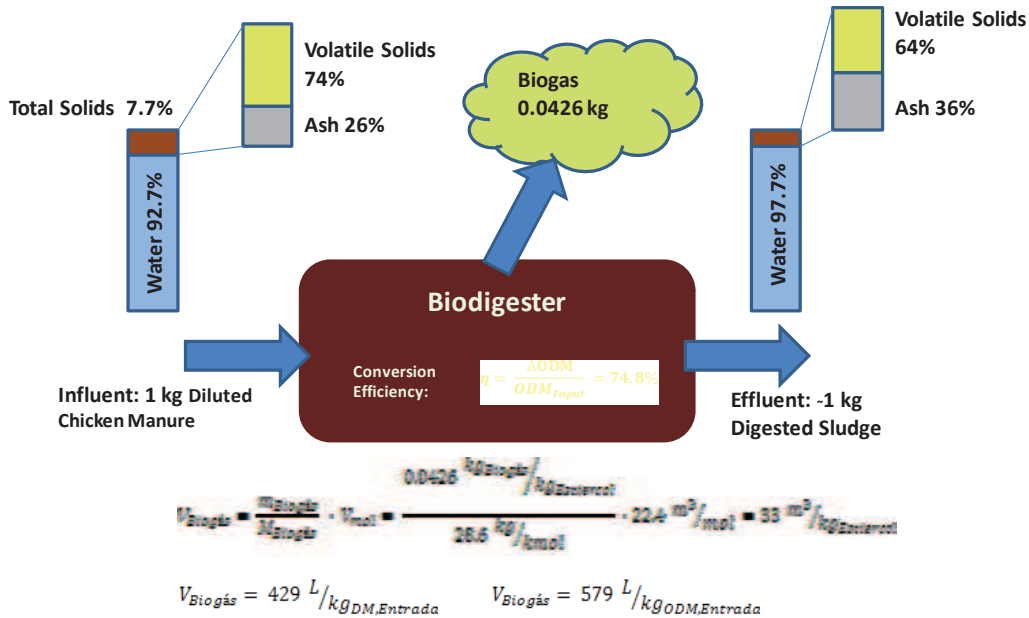 Volatile Solids
74%
Total Solids 7.7%
Ash 26%
Water 92.7%
Biogas
0.0426 kg
Volatile Solids
64%
Ash 36%
Water 97.7%
Biodigester
Conversion
Efficiency:
η = ΔODM / ODM_Input = 74.8%
Influent: 1 kg Diluted
Chicken Manure
Effluent: ~1 kg
Digested Sludge
V_Biogás = m_Biogás / M_Biogás · V_mol = 0.0426 kg_Biogás/kg_Estiercol / 28.6 kg/kmol · 22.4 m³/mol = 33 m³/kg_Estiercol
V_Biogás = 429 L/kg_DM,Entrada V_Biogás = 579 L/kg_ODM,Entrada